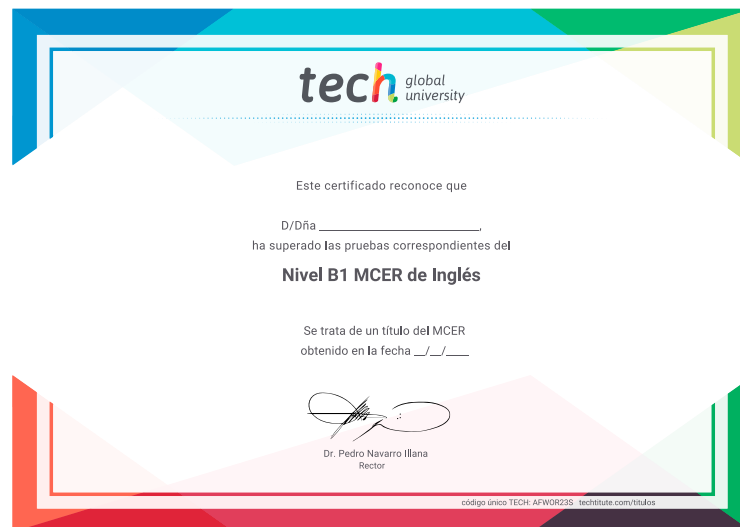 tech global university
Este certificado reconoce que
D/Dña ________________________,
ha superado las pruebas correspondientes del
Nivel B1 MCER de Inglés
Se trata de un título del MCER
obtenido en la fecha __/__/____
Dr. Pedro Navarro Illana
Rector
código único TECH: AFWOR23S techtitute.com/titulos